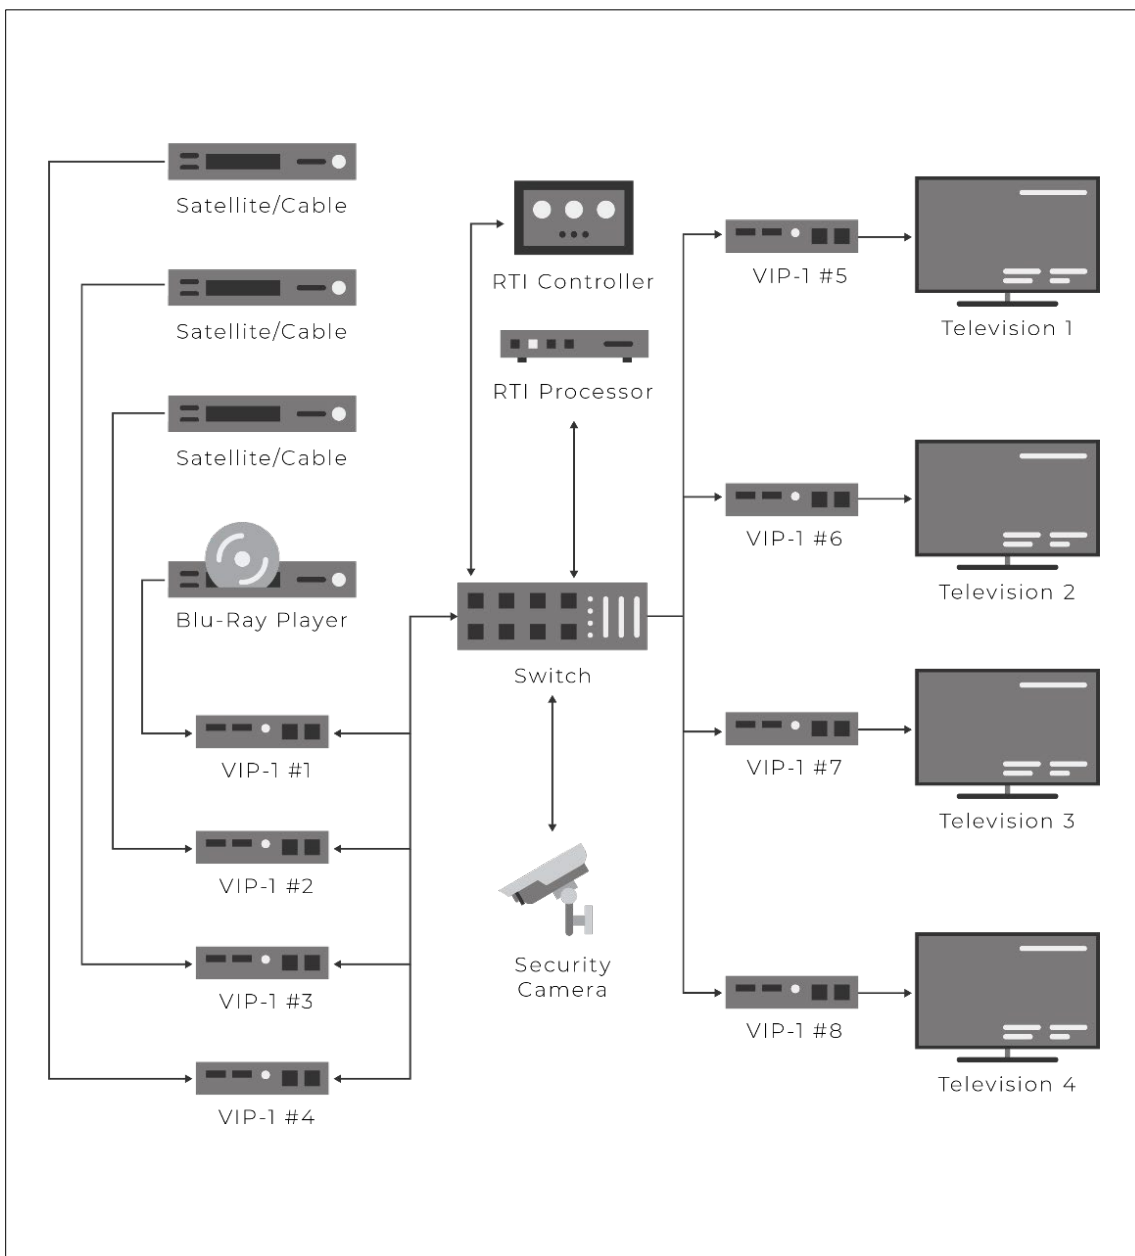 Satellite/Cable
Satellite/Cable
Satellite/Cable
Blu-Ray Player
VIP-1 #1
VIP-1 #2
VIP-1 #3
VIP-1 #4
RTI Controller
RTI Processor
Switch
Security
Camera
VIP-1 #5
Television 1
VIP-1 #6
Television 2
VIP-1 #7
Television 3
VIP-1 #8
Television 4